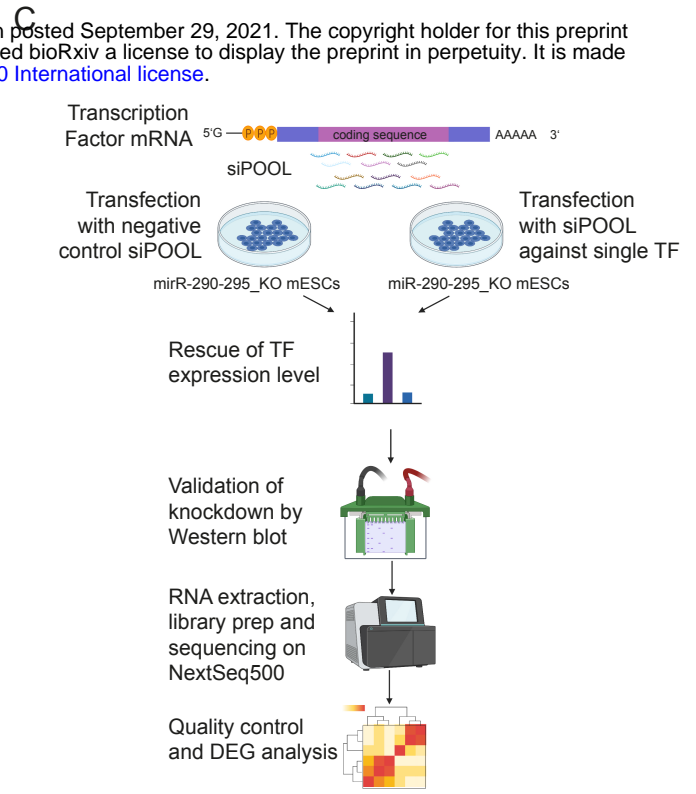 C
n posted September 29, 2021. The copyright holder for this preprint
ed bioRxiv a license to display the preprint in perpetuity. It is made
0 International license.
Transcription
Factor mRNA
5'G
P P P
coding sequence
AAAAA 3'
siPOOL
Transfection
with negative
control siPOOL
Transfection
with siPOOL
against single TF
mirR-290-295_KO mESCs
miR-290-295_KO mESCs
Rescue of TF
expression level
Validation of
knockdown by
Western blot
RNA extraction,
library prep and
sequencing on
NextSeq500
Quality control
and DEG analysis